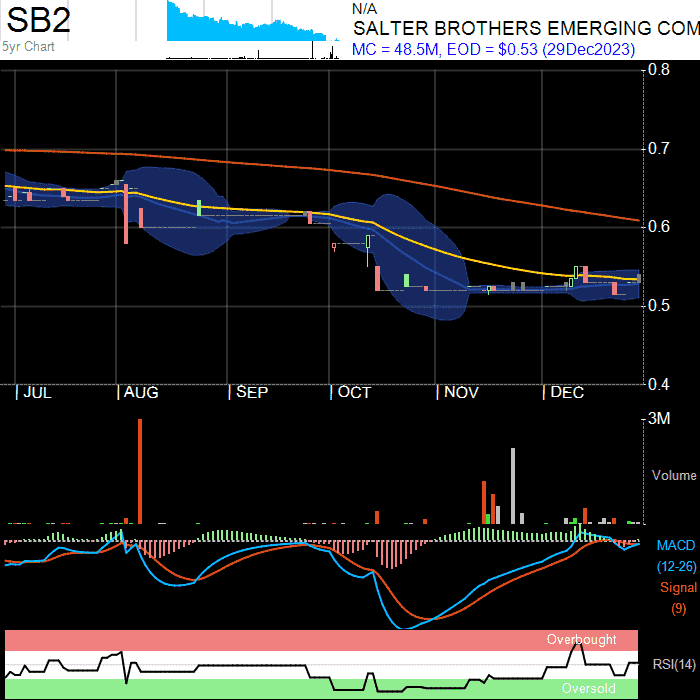 SB2
5yr Chart
N/A
SALTER BROTHERS EMERGING COM
MC = 48.5M, EOD = $0.53 (29Dec2023)
0.8
0.7
0.6
0.5
0.4
JUL
AUG
SEP
OCT
NOV
DEC
3M
Volume
MACD
(12-26)
Signal
(9)
Overbought
RSI(14)
Oversold